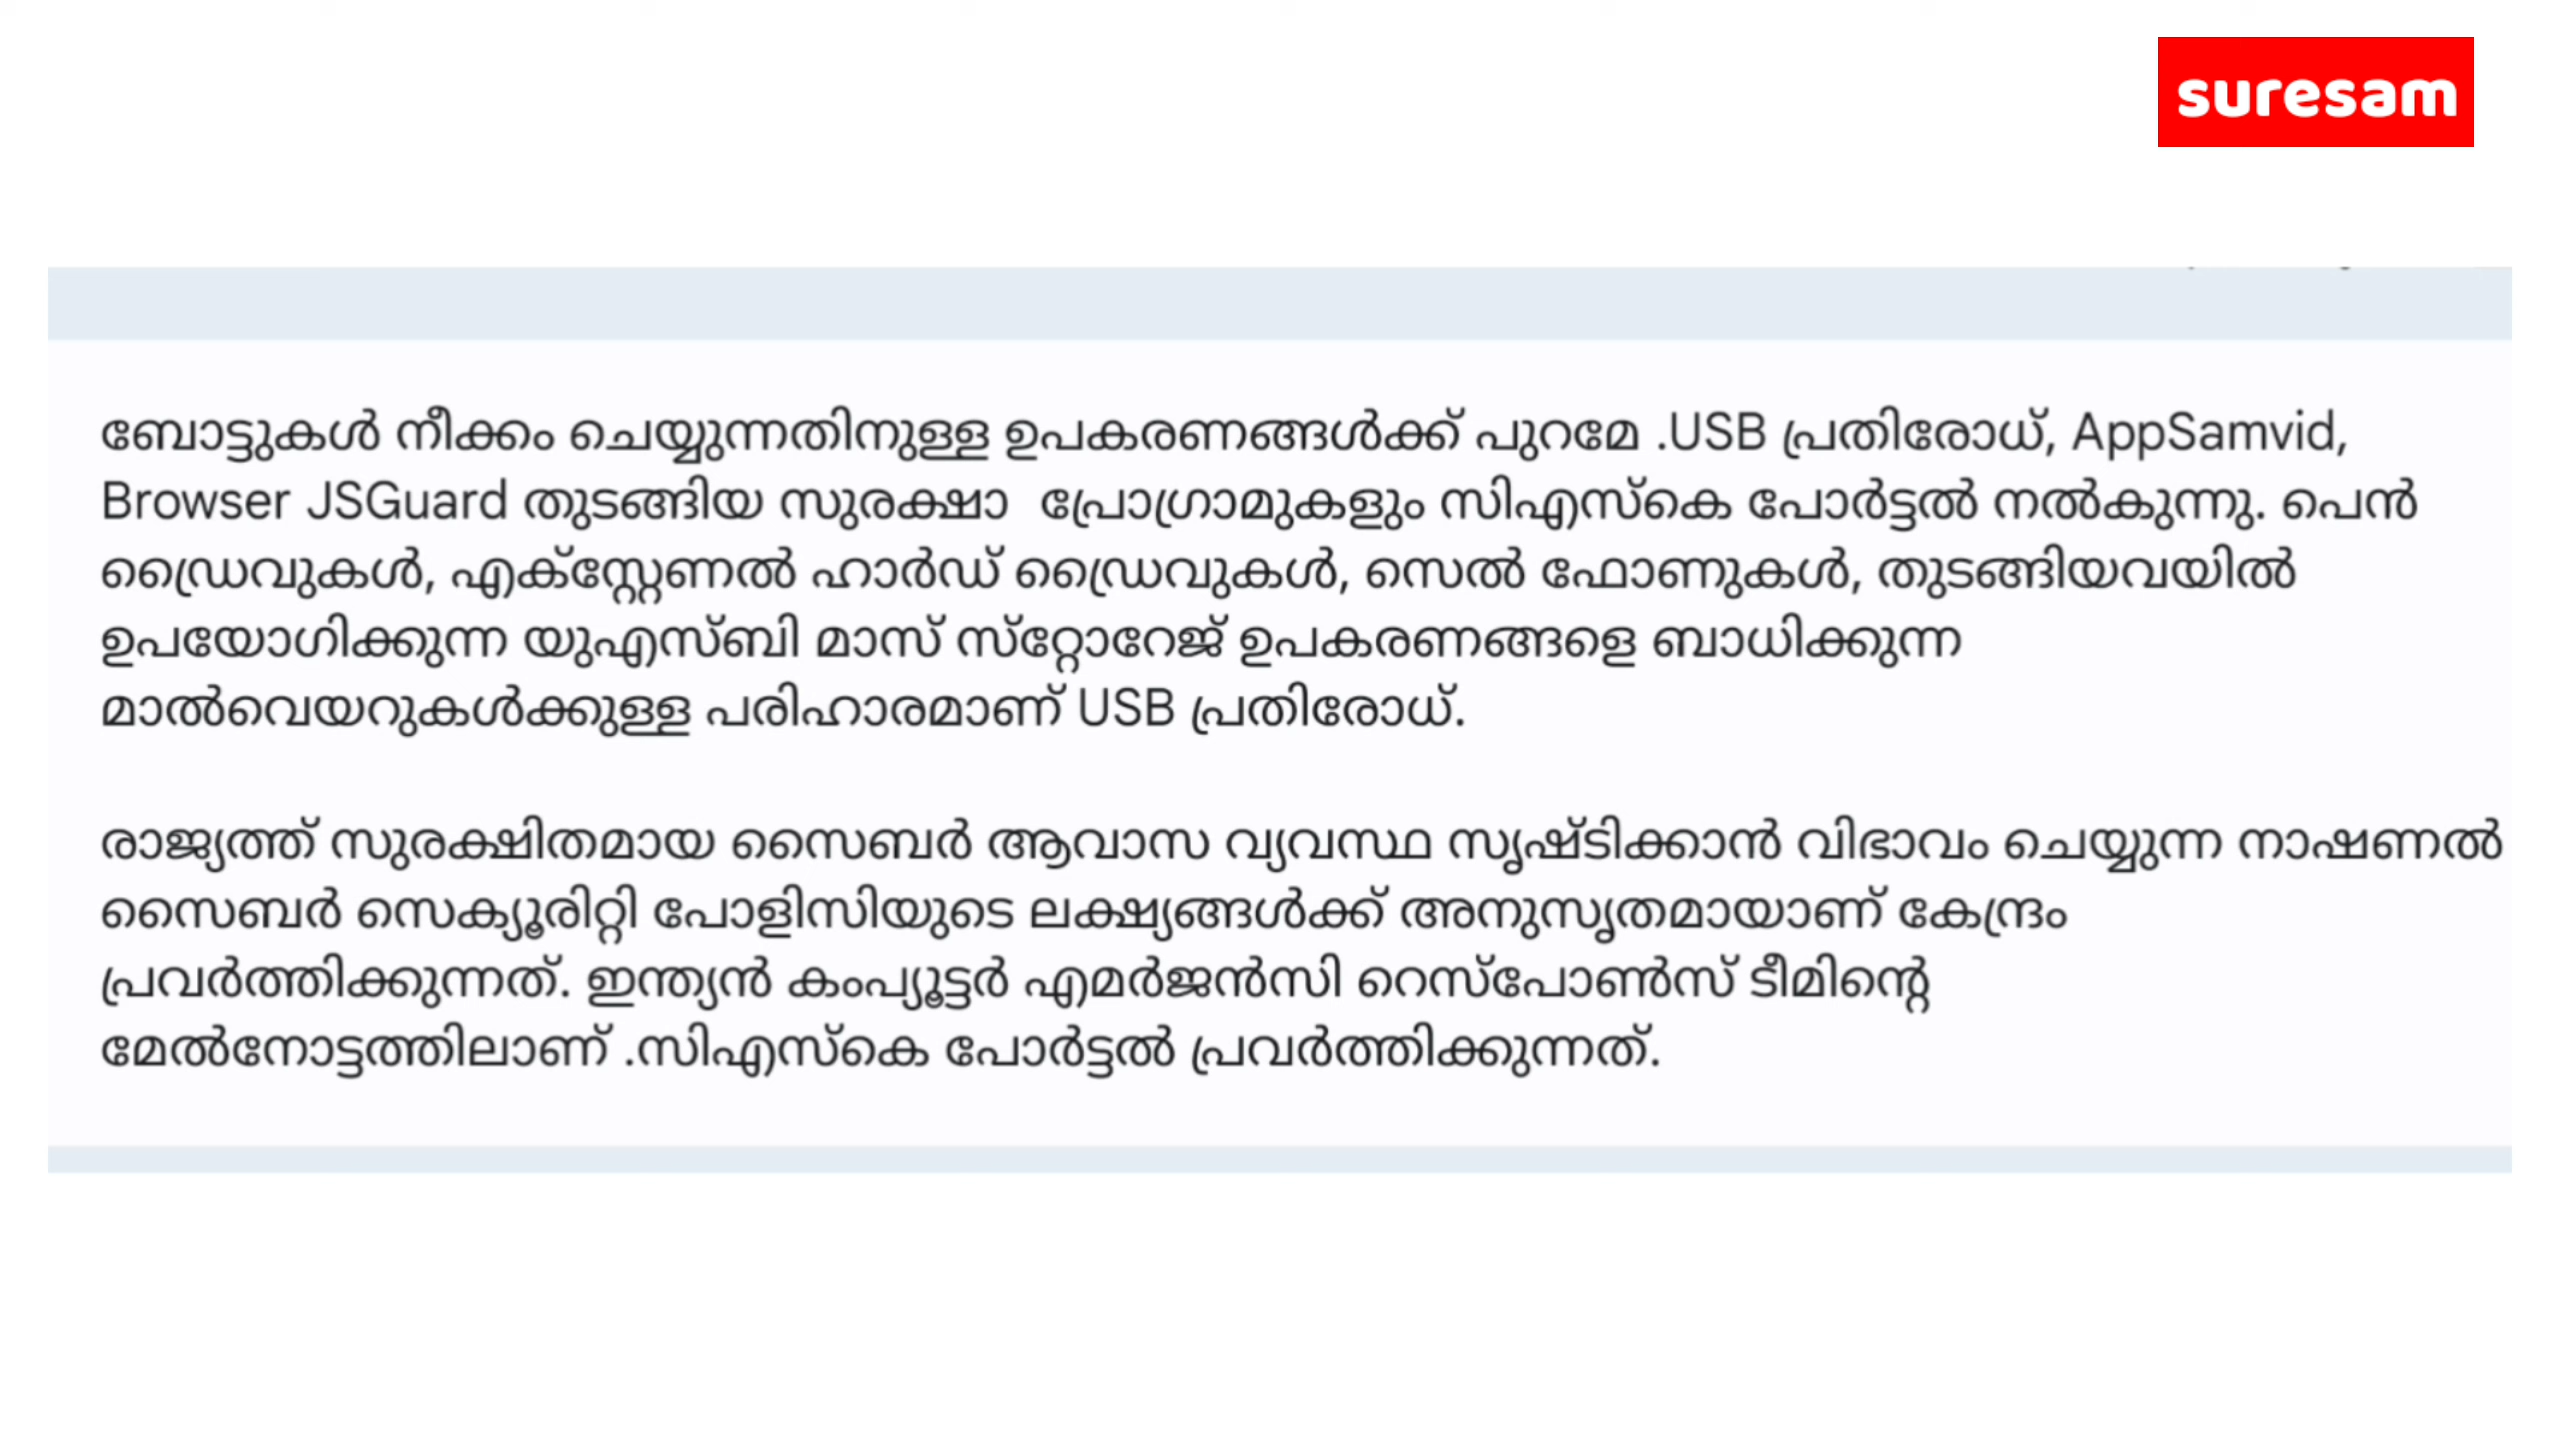 suresam
ബോട്ടുകൾ നീക്കം ചെയ്യുന്നതിനുള്ള ഉപകരണങ്ങൾക്ക് പുറമേ .USB പ്രതിരോധ്, AppSamvid,
Browser JSGuard തുടങ്ങിയ സുരക്ഷാ  പ്രോഗ്രാമുകളും സിഎസ്കെ പോർട്ടൽ നൽകുന്നു. പെൻ
ഡ്രൈവുകൾ, എക്സ്റ്റേണൽ ഹാർഡ് ഡ്രൈവുകൾ, സെൽ ഫോണുകൾ, തുടങ്ങിയവയിൽ
ഉപയോഗിക്കുന്ന യുഎസ്ബി മാസ് സ്റ്റോറേജ് ഉപകരണങ്ങളെ ബാധിക്കുന്ന
മാൽവെയറുകൾക്കുള്ള പരിഹാരമാണ് USB പ്രതിരോധ്.
രാജ്യത്ത് സുരക്ഷിതമായ സൈബർ ആവാസ വ്യവസ്ഥ സൃഷ്ടിക്കാൻ വിഭാവം ചെയ്യുന്ന നാഷണൽ
സൈബർ സെക്യൂരിറ്റി പോളിസിയുടെ ലക്ഷ്യങ്ങൾക്ക് അനുസൃതമായാണ് കേന്ദ്രം
പ്രവർത്തിക്കുന്നത്. ഇന്ത്യൻ കംപ്യൂട്ടർ എമർജൻസി റെസ്പോൺസ് ടീമിന്റെ
മേൽനോട്ടത്തിലാണ് .സിഎസ്കെ പോർട്ടൽ പ്രവർത്തിക്കുന്നത്.